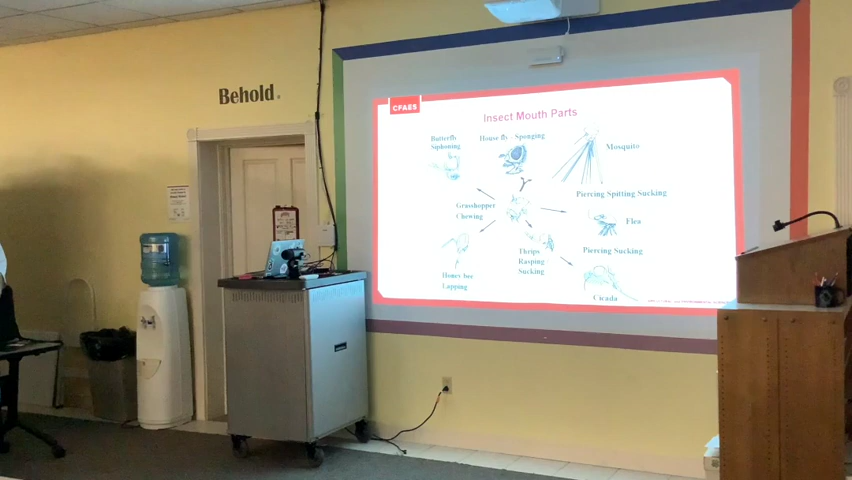 Behold.
CFAES
Insect Mouth Parts
Butterfly
Siphoning
House fly - Sponging
Mosquito
Piercing Spitting Sucking
Grasshopper
Chewing
Flea
Thrips
Rasping
Sucking
Piercing Sucking
Honey bee
Lapping
Cicada